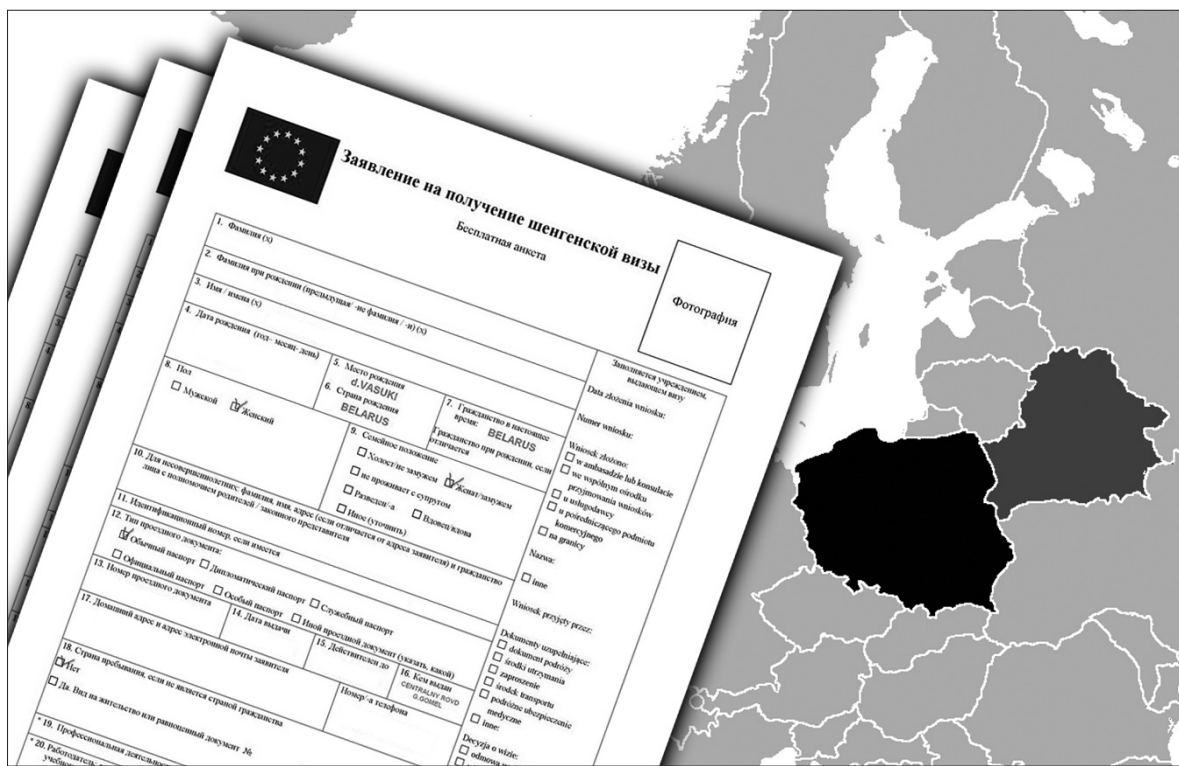 Заявление на получение шенгенской визы
Бесплатная анкета
Фотография
1. Фамилия (x)
2. Фамилия при рождении (предыдущая/ -ие фамилия / -и) (x)
3. Имя / имена (x)
4. Дата рождения (год– месяц- день)
5. Место рождения
d.VASUKI
6. Страна рождения
BELARUS
7. Гражданство в настоящее
время: BELARUS
Гражданство при рождении, если
отличается
8. Пол
Мужской Женский
9. Семейное положение
Холост/не замужем Женат/замужем
не проживает с супругом
Разведен/-а Вдовец/вдова
Иное (уточнить)
10. Для несовершеннолетних: фамилия, имя, адрес (если отличается от адреса заявителя) и гражданство
лица с полномочием родителей / законного представителя
11. Идентификационный номер, если имеется
12. Тип проездного документа:
Обычный паспорт Дипломатический паспорт Служебный паспорт
Официальный паспорт Особый паспорт Иной проездной документ (указать, какой)
13. Номер проездного документа
14. Дата выдачи
15. Действителен до
16. Кем выдан
CENTRALNY ROVD
G.GOMEL
17. Домашний адрес и адрес электронной почты заявителя
Номер/-а телефона
18. Страна пребывания, если не является страной гражданства
Нет
Да. Вид на жительство или равноценный документ №
* 19. Профессиональная
* 20. Работодатель;
Заполняется учреждением,
выдающем визу
Data złożenia wniosku:
Numer wniosku:
Wniosek złożono:
w ambasadzie lub konsulacie
we wspólnym ośrodku
przyjmowania wniosków
u usługodawcy
u pośredniczącego podmiotu
komercyjnego
na granicy
Nazwa:
inne
Wniosek przyjęty przez:
Dokumenty uzupełniające:
dokument podróży
środki utrzymania
zaproszenie
środek transportu
podróżne ubezpieczenie
medyczne
inne:
Decyzja o wizie:
odmowa